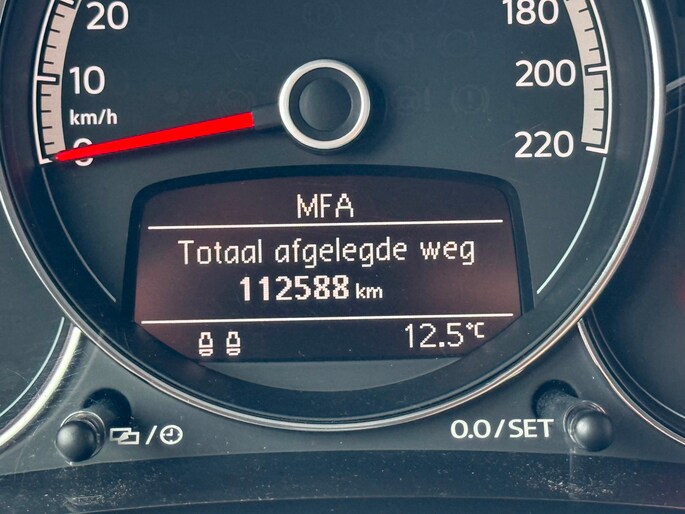 20
10
km/h
0
180
200
220
MFA
Totaal afgelegde weg
112588 km
12.5°C
0.0/SET